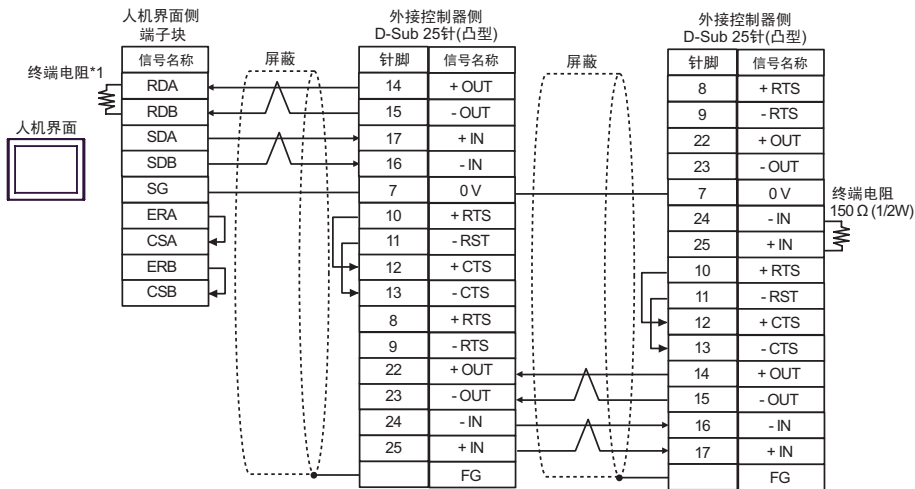 人机界面侧
端子块
信号名称
RDA
RDB
SDA
SDB
SG
ERA
CSA
ERB
CSB
终端电阻*1
人机界面
屏蔽
外接控制器侧
D-Sub 25针(凸型)
针脚 信号名称
14 + OUT
15 - OUT
17 + IN
16 - IN
7 0 V
10 + RTS
11 - RST
12 + CTS
13 - CTS
8 + RTS
9 - RTS
22 + OUT
23 - OUT
24 - IN
25 + IN
FG
屏蔽
外接控制器侧
D-Sub 25针(凸型)
针脚 信号名称
8 + RTS
9 - RTS
22 + OUT
23 - OUT
7 0 V
24 - IN
25 + IN
10 + RTS
11 - RST
12 + CTS
13 - CTS
14 + OUT
15 - OUT
16 - IN
17 + IN
FG
终端电阻
150 Ω (1/2W)